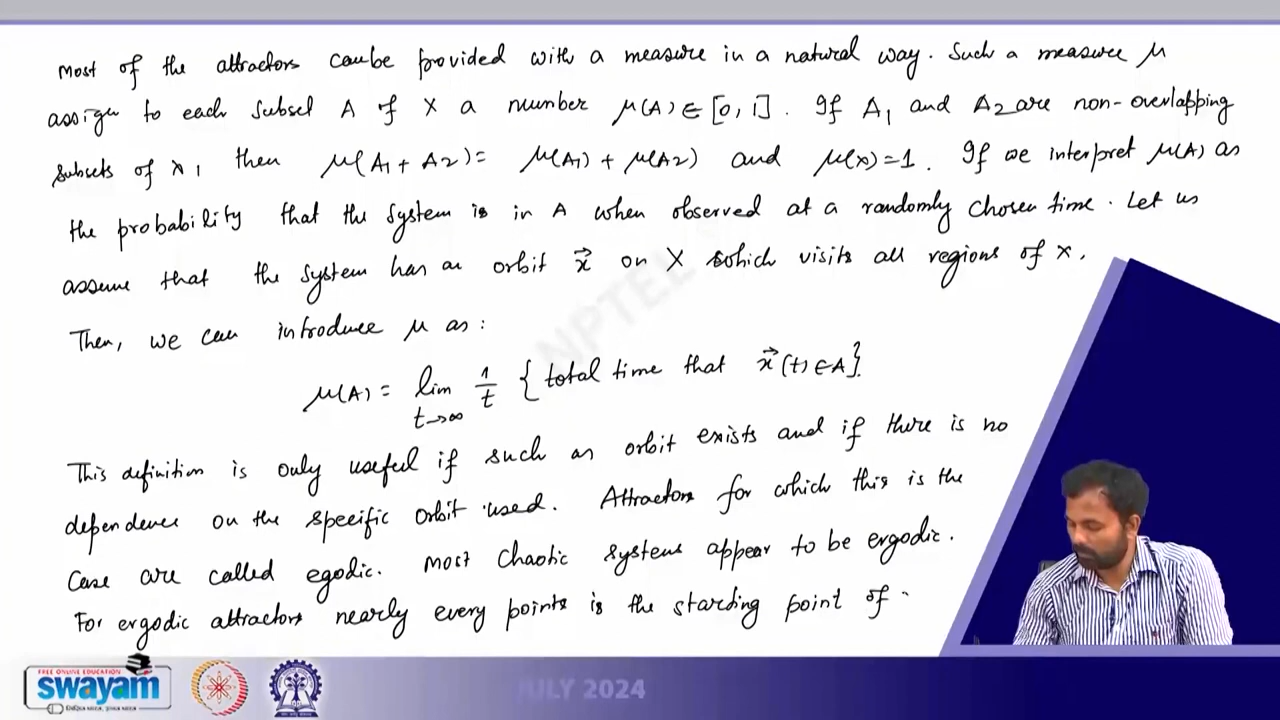 Most of the attractors can be provided with a measure in a natural way. Such a measure μ
assign to each subset A of X a number μ(A) ∈ [0, 1]. If A₁ and A₂ are non-overlapping
subsets of X, then μ(A₁ + A₂) = μ(A₁) + μ(A₂) and μ(X) = 1. If we interpret μ(A) as
the probability that the system is in A when observed at a randomly chosen time. Let us
assume that the system has an orbit x⃗ on X which visits all regions of X.
Then, we can introduce μ as:
μ(A) = lim t→∞ 1/t { total time that x⃗(t) ∈ A}.
This definition is only useful if such an orbit exists and if there is no
dependence on the specific orbit used. Attractors for which this is the
case are called egodic. Most chaotic systems appear to be ergodic.
For ergodic attractors nearly every points is the starting point of
NPTEL
FREE ONLINE EDUCATION
swayam
JULY 2024